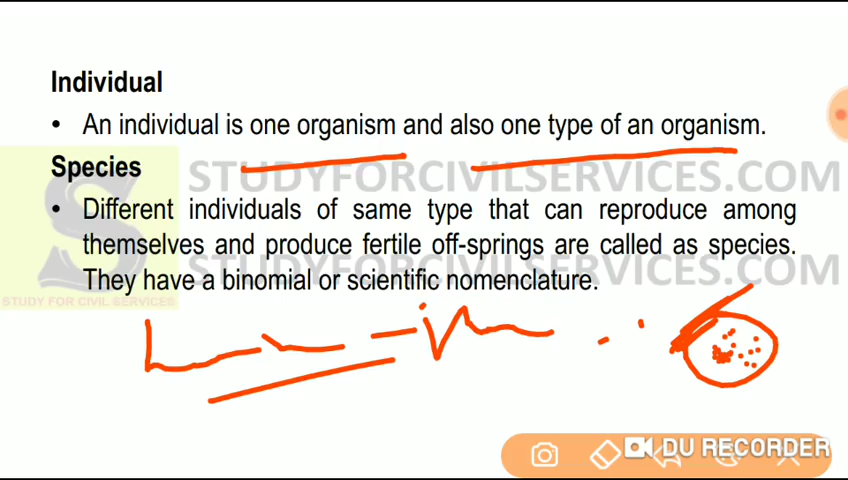 Individual
• An individual is one organism and also one type of an organism.
Species
STUDYFORCIVILSERVICES.COM
• Different individuals of same type that can reproduce among
themselves and produce fertile off-springs are called as species.
STUDYFORCIVILSERVICES.COM
They have a binomial or scientific nomenclature.
STUDY FOR CIVIL SERVICES
DU RECORDER